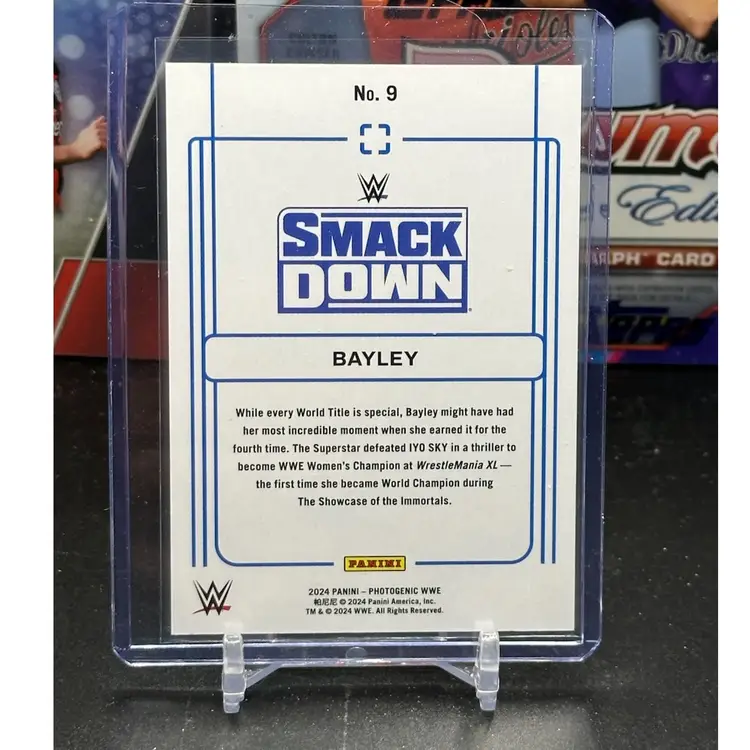 No. 9
W
SMACK
DOWN
BAYLEY
While every World Title is special, Bayley might have had
her most incredible moment when she earned it for the
fourth time. The Superstar defeated IYO SKY in a thriller to
become WWE Women's Champion at WrestleMania XL —
the first time she became World Champion during
The Showcase of the Immortals.
PANINI
W
2024 PANINI – PHOTOGENIC WWE
帕尼尼 © 2024 Panini America, Inc.
TM & © 2024 WWE. All Rights Reserved.
CARD